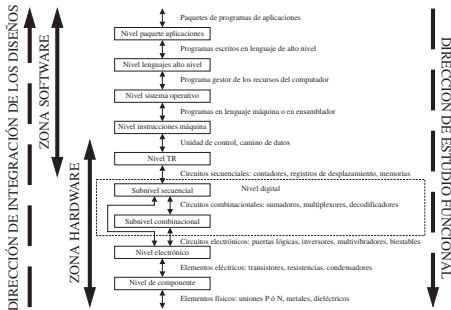 DIRECCIÓN DE INTEGRACIÓN DE LOS DISEÑOS
ZONA SOFTWARE
ZONA HARDWARE
Paquetes de programas de aplicaciones
Nivel paquete aplicaciones
Programas escritos en lenguaje de alto nivel
Nivel lenguajes alto nivel
Programa gestor de los recursos del computador
Nivel sistema operativo
Programas en lenguaje máquina o en ensamblador
Nivel instrucciones máquina
Unidad de control, camino de datos
Nivel TR
Circuitos secuenciales: contadores, registros de desplazamiento, memorias
Subnivel secuencial
Nivel digital
Circuitos combinacionales: sumadores, multiplexores, decodificadores
Subnivel combinacional
Circuitos electrónicos: puertas lógicas, inversores, multivibradores, biestables
Nivel electrónico
Elementos eléctricos: transistores, resistencias, condensadores
Nivel de componente
Elementos físicos: uniones P ó N, metales, dieléctricos
DIRECCION DE ESTUDIO FUNCIONAL